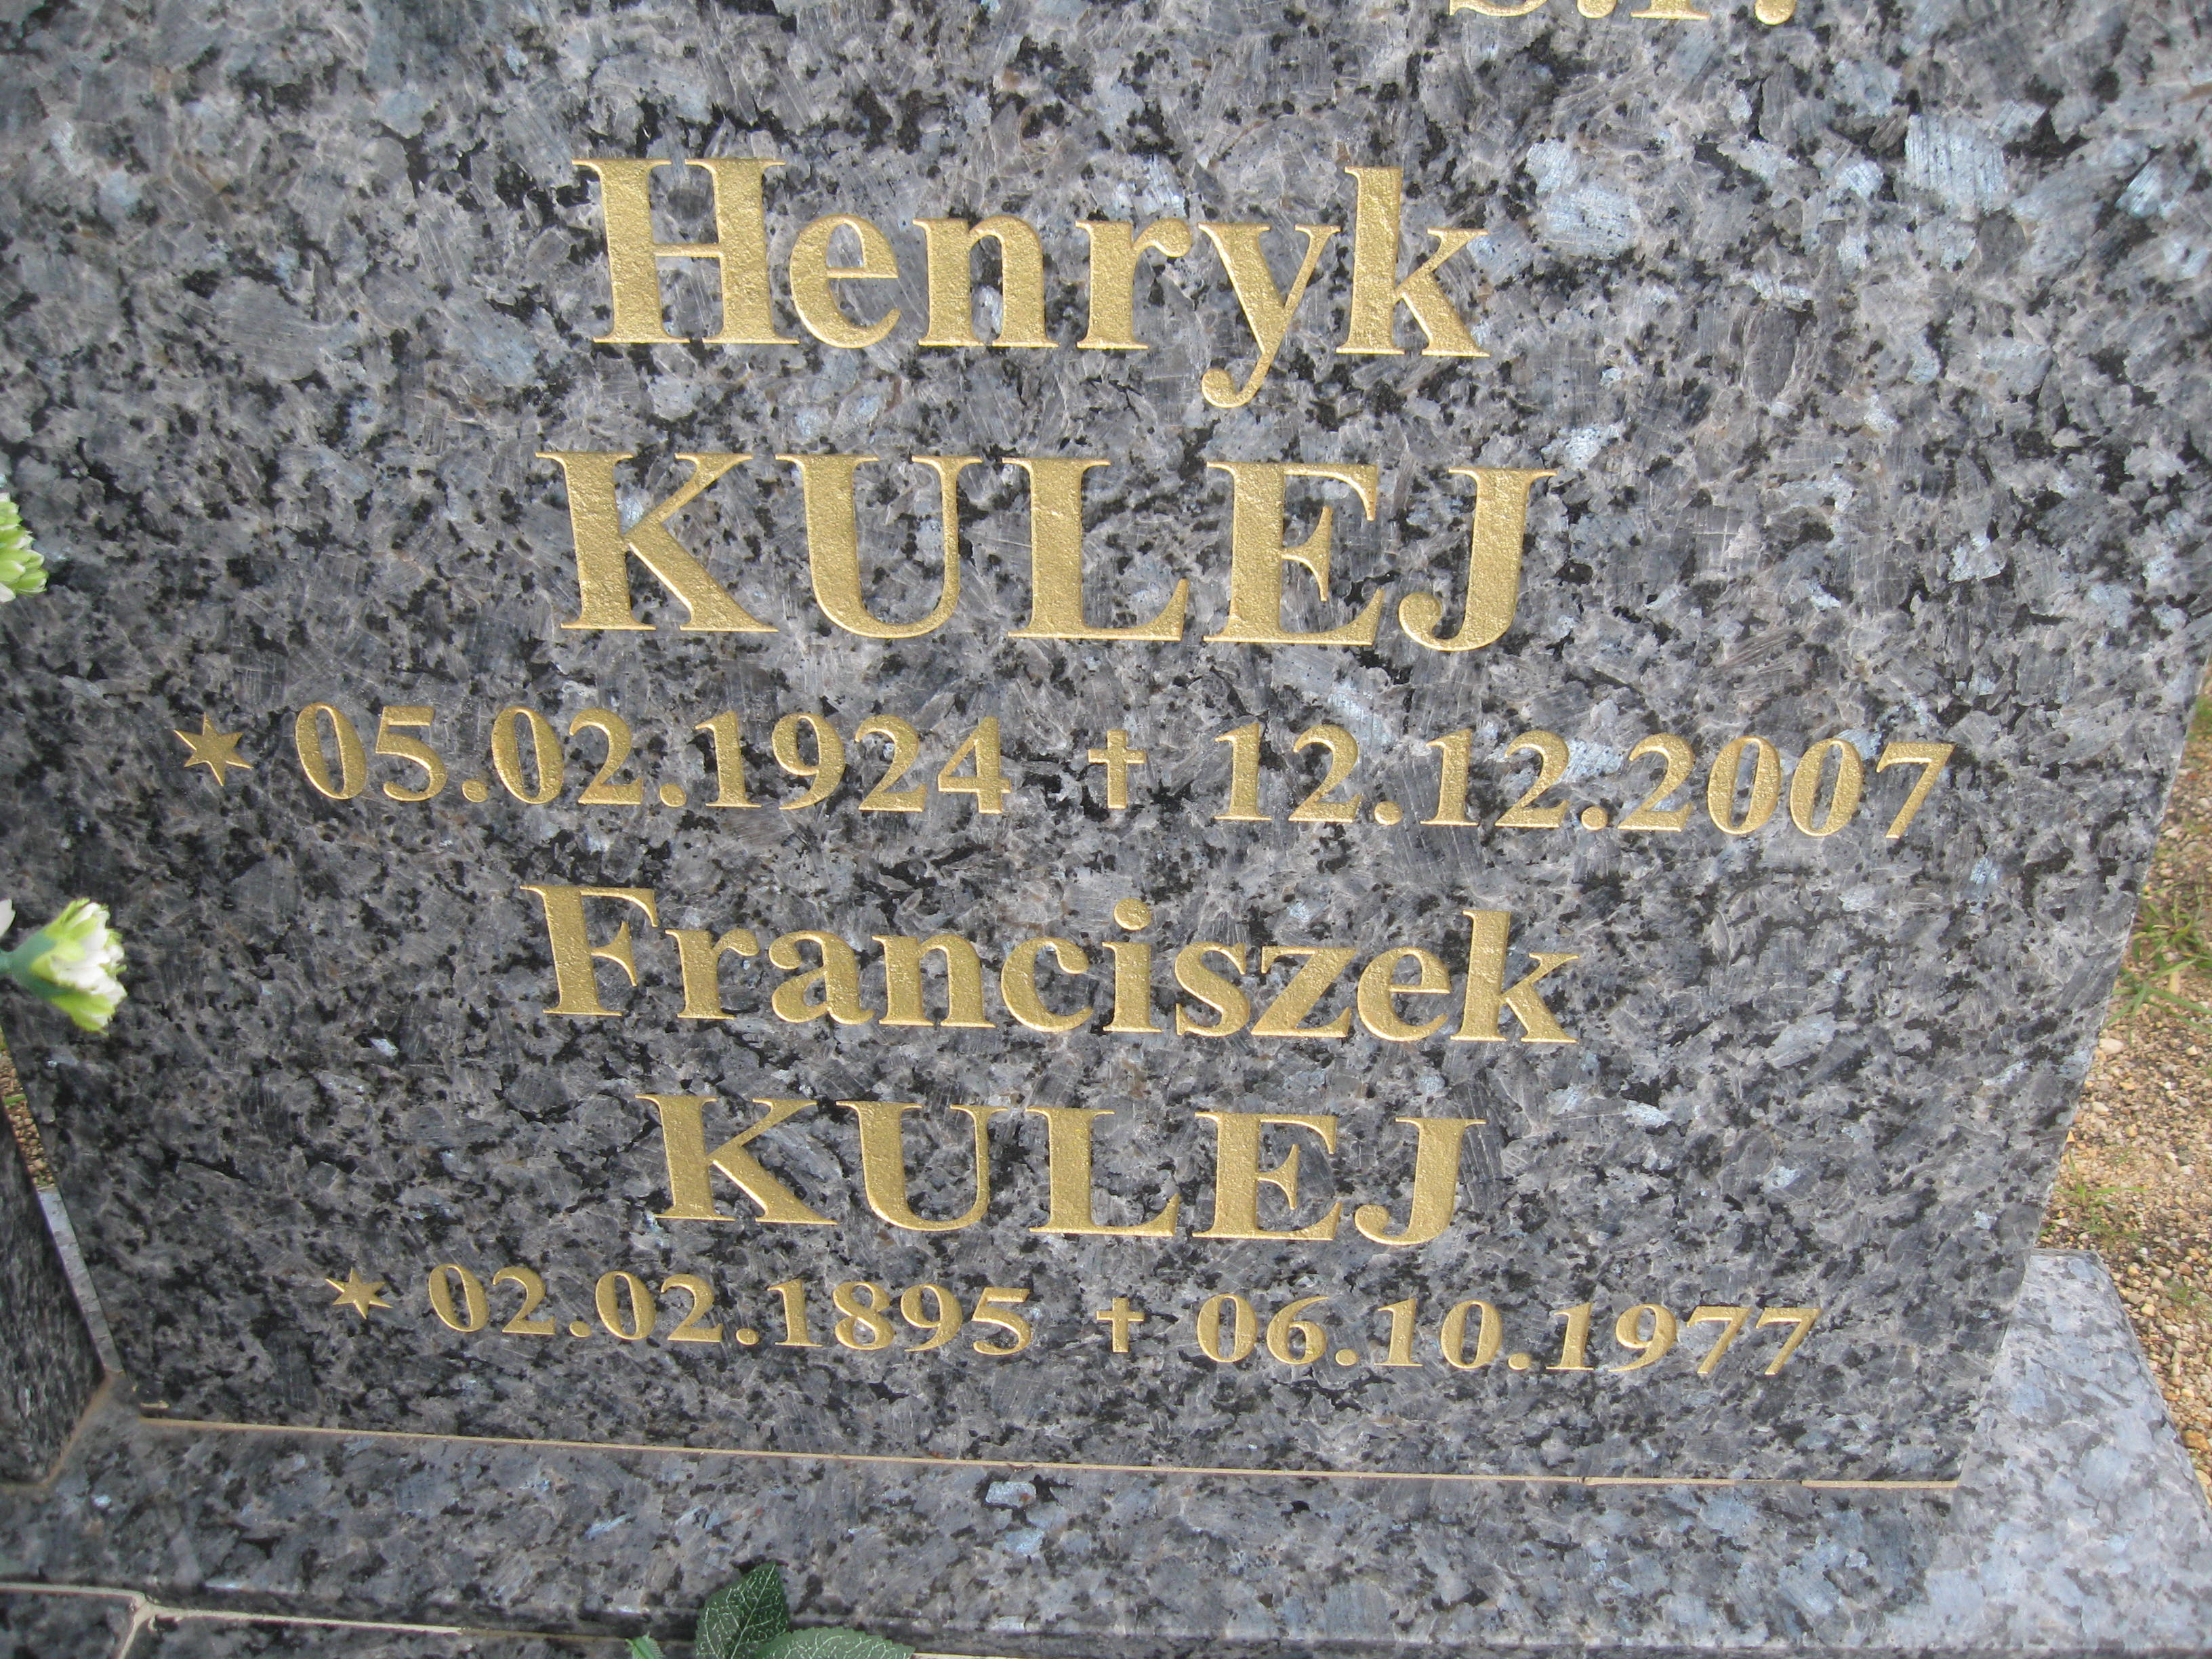 Henryk
KULEJ
* 05.02.1924 ✝ 12.12.2007
Franciszek
KULEJ
* 02.02.1895 ✝ 06.10.1977